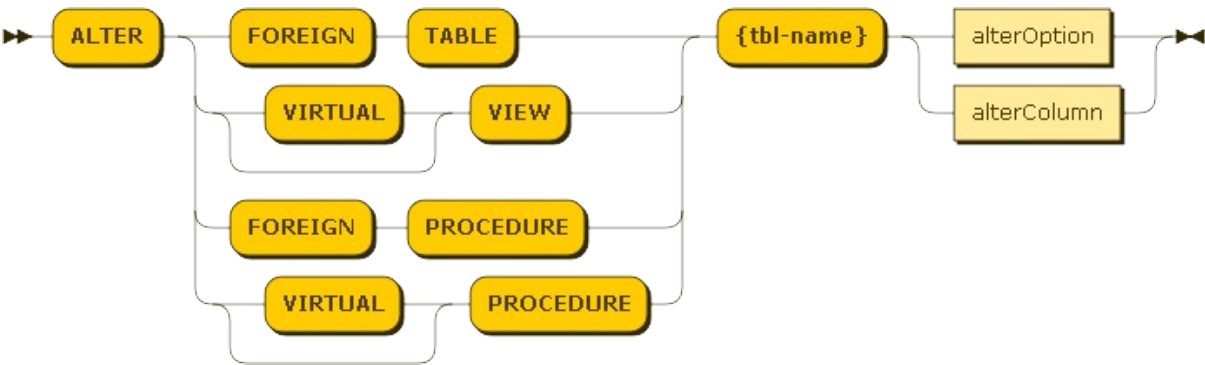 ALTER FOREIGN TABLE {tbl-name} alterOption
VIRTUAL VIEW alterColumn
FOREIGN PROCEDURE
VIRTUAL PROCEDURE